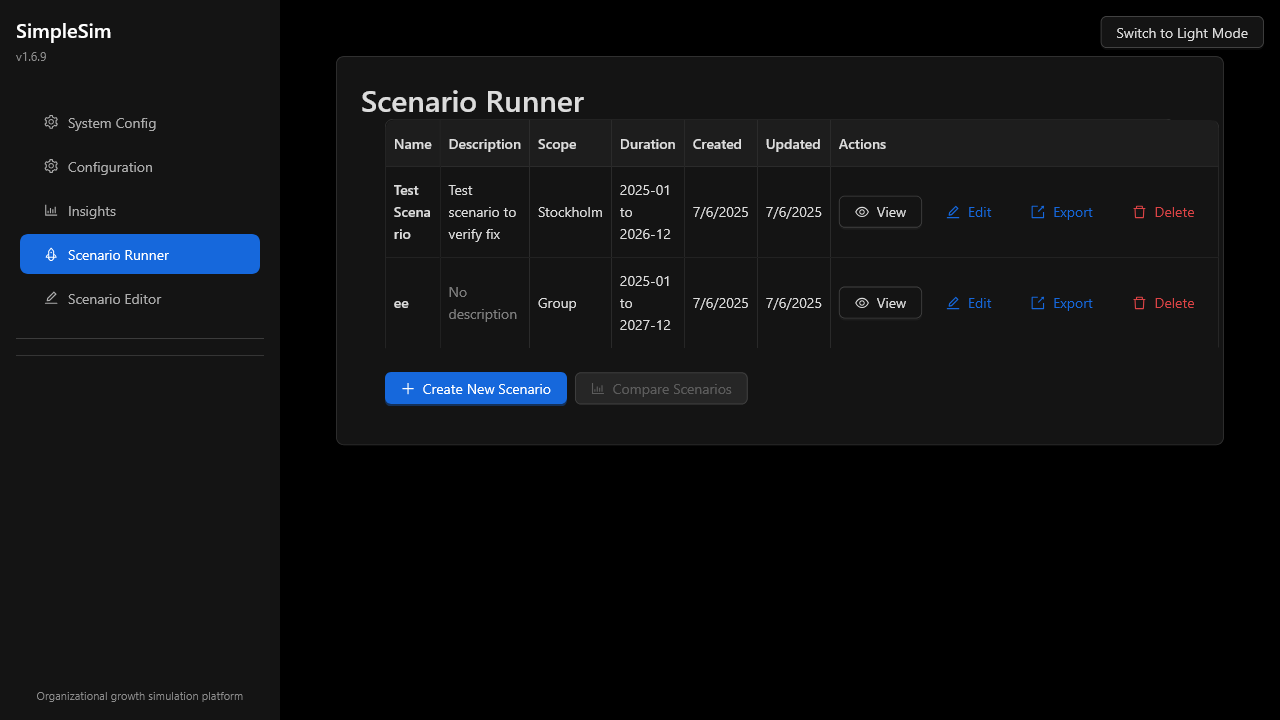 SimpleSim
v1.6.9
System Config
Configuration
Insights
Scenario Runner
Scenario Editor
Organizational growth simulation platform
Switch to Light Mode
Scenario Runner
Name Description Scope Duration Created Updated Actions
Test
Scena
rio
Test
scenario to
verify fix
Stockholm
2025-01
to
2026-12
7/6/2025 7/6/2025 View Edit Export Delete
ee
No
description
Group
2025-01
to
2027-12
7/6/2025 7/6/2025 View Edit Export Delete
Create New Scenario Compare Scenarios